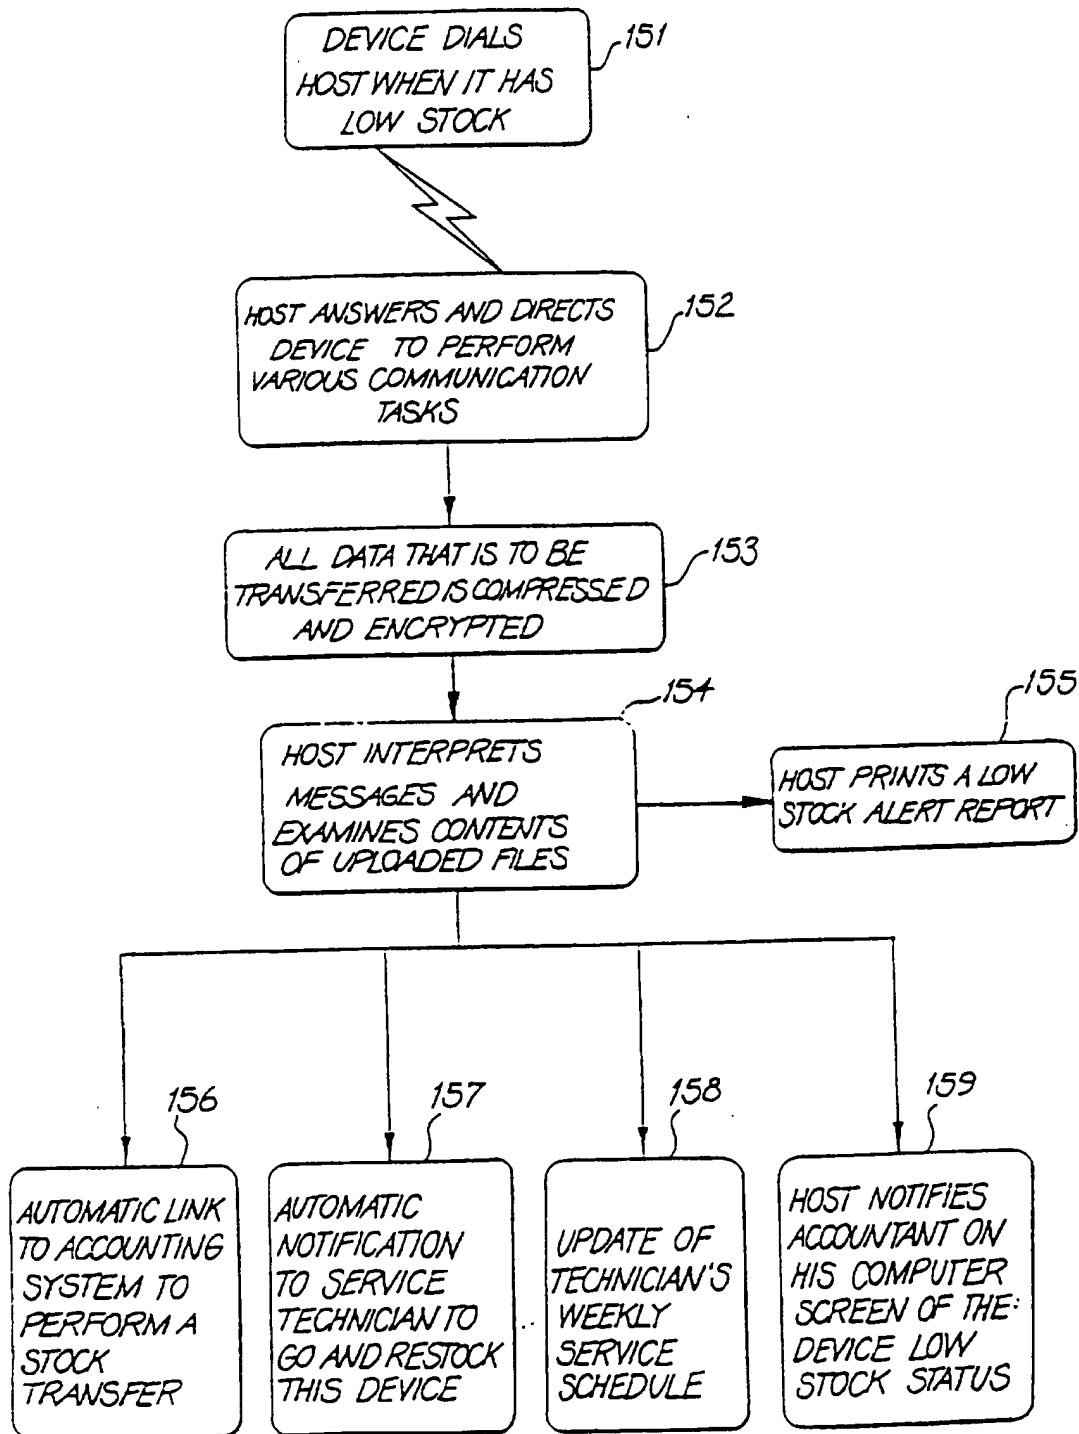 DEVICE DIALS
HOST WHEN IT HAS
LOW STOCK
151
HOST ANSWERS AND DIRECTS
DEVICE TO PERFORM
VARIOUS COMMUNICATION
TASKS
152
ALL DATA THAT IS TO BE
TRANSFERRED IS COMPRESSED
AND ENCRYPTED
153
HOST INTERPRETS
MESSAGES AND
EXAMINES CONTENTS
OF UPLOADED FILES
154
HOST PRINTS A LOW
STOCK ALERT REPORT
155
AUTOMATIC LINK
TO ACCOUNTING
SYSTEM TO
PERFORM A
STOCK
TRANSFER
156
AUTOMATIC
NOTIFICATION
TO SERVICE
TECHNICIAN TO
GO AND RESTOCK
THIS DEVICE
157
UPDATE OF
TECHNICIAN'S
WEEKLY
SERVICE
SCHEDULE
158
HOST NOTIFIES
ACCOUNTANT ON
HIS COMPUTER
SCREEN OF THE:
DEVICE LOW
STOCK STATUS
159